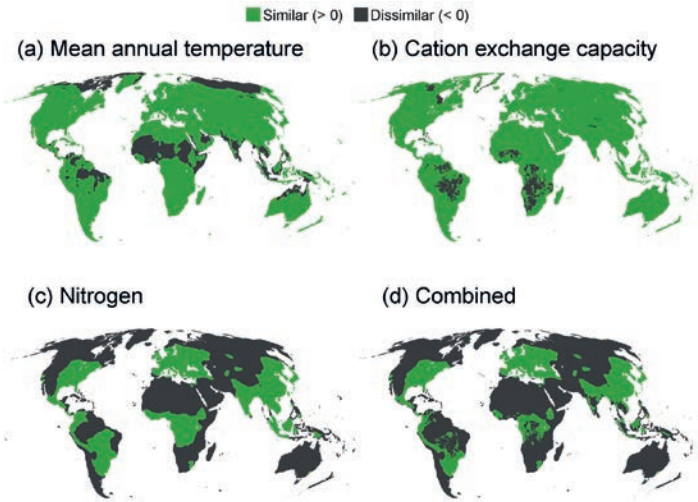 Similar (> 0) Dissimilar (< 0)
(a) Mean annual temperature
(b) Cation exchange capacity
(c) Nitrogen
(d) Combined